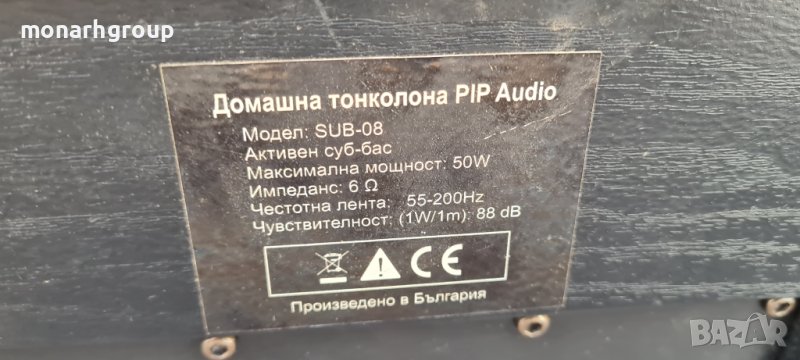 monarhgroup
Домашна тонколона PIP Audio
Модел: SUB-08
Активен суб-бас
Максимална мощност: 50W
Импеданс: 6 Ω
Честотна лента: 55-200Hz
Чувствителност: (1W/1m): 88 dB
CE
Произведено в България
BAZAR